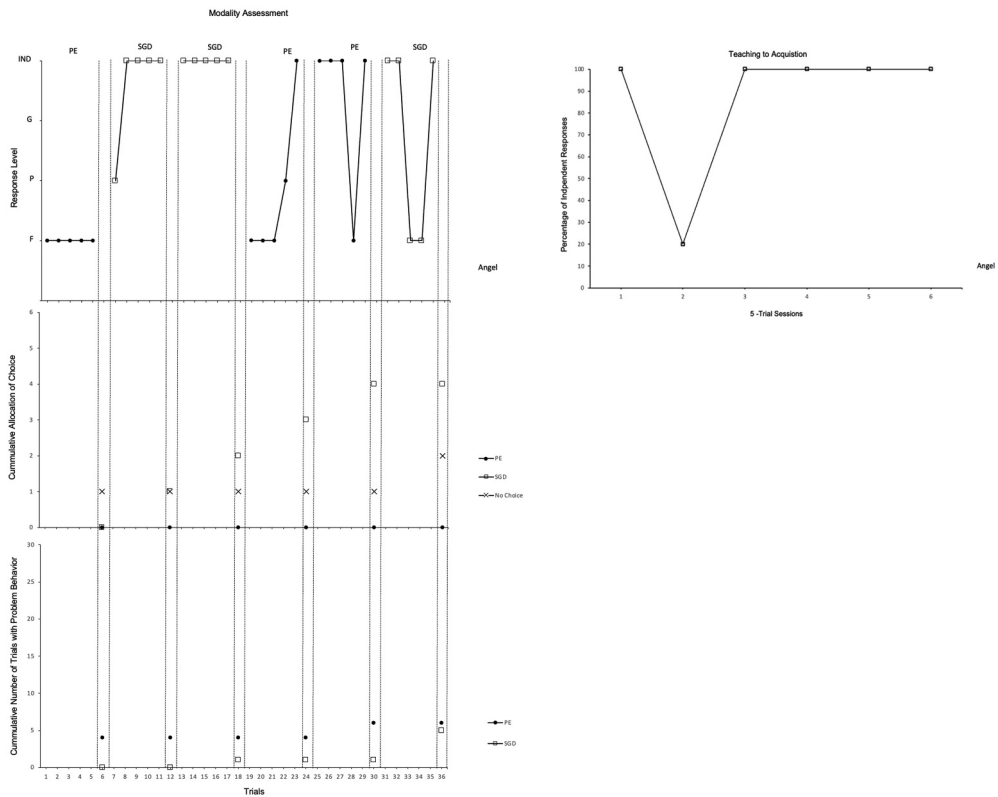 Modality Assessment
PE
SGD
SGD
PE
PE
SGD
IND
G
P
F
Response Level
Angel
6
5
4
3
2
1
0
Cummulative Allocation of Choice
PE
SGD
No Choice
30
25
20
15
10
5
0
Cummulative Number of Trials with Problem Behavior
PE
SGD
1 2 3 4 5 6 7 8 9 10 11 12 13 14 15 16 17 18 19 20 21 22 23 24 25 26 27 28 29 30 31 32 33 34 35 36
Trials
Teaching to Acquistion
100
90
80
70
60
50
40
30
20
10
0
Percentage of Indpendent Responses
1 2 3 4 5 6
5 -Trial Sessions
Angel